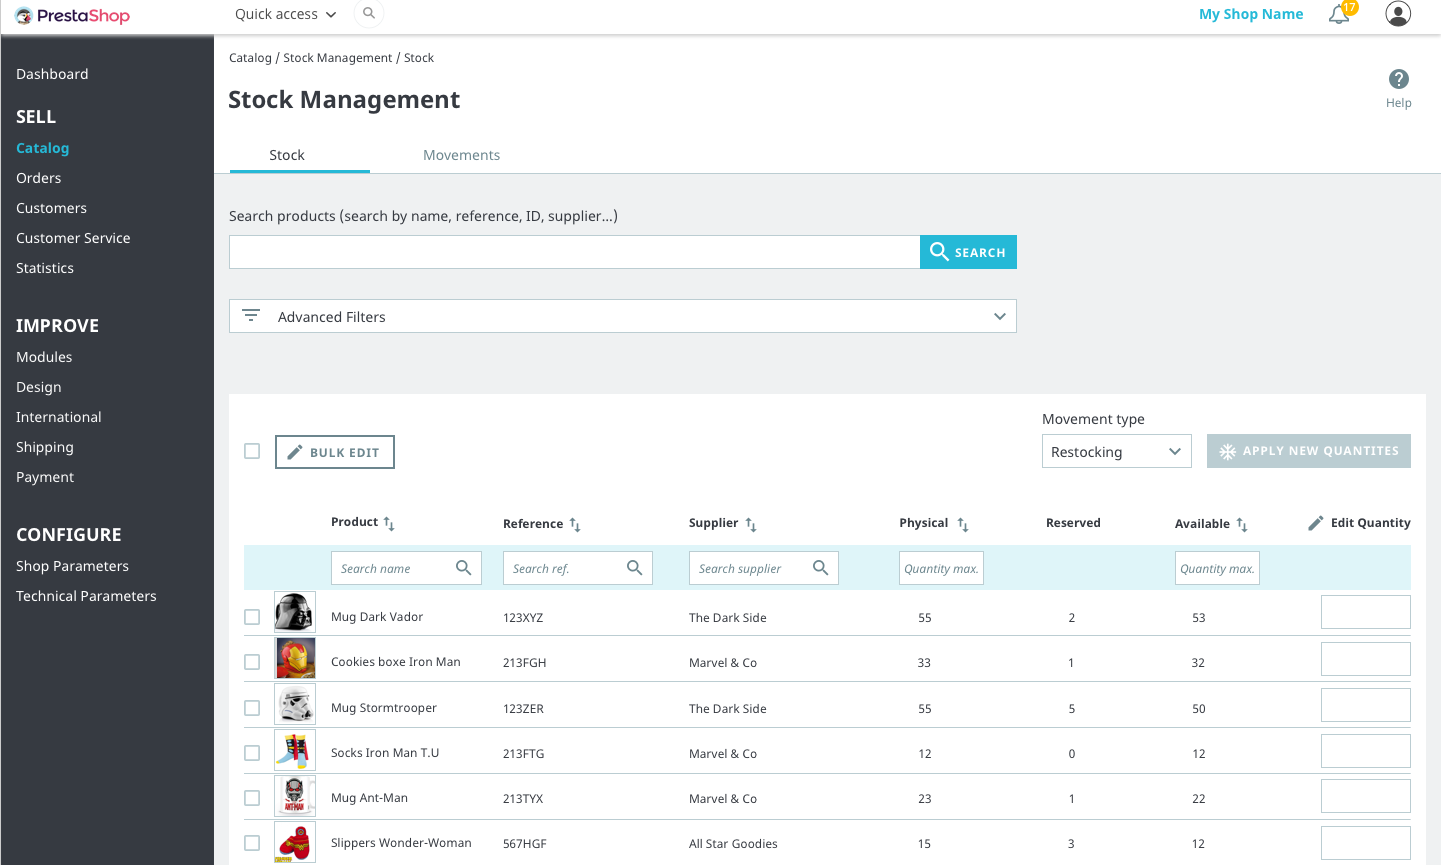 PrestaShop
Quick access
My Shop Name
17
Catalog / Stock Management / Stock
Stock Management
Help
Stock
Movements
Dashboard
SELL
Catalog
Orders
Customers
Customer Service
Statistics
IMPROVE
Modules
Design
International
Shipping
Payment
CONFIGURE
Shop Parameters
Technical Parameters
Search products (search by name, reference, ID, supplier...)
SEARCH
Advanced Filters
Movement type
BULK EDIT
Restocking
APPLY NEW QUANTITES
Product Reference Supplier Physical Reserved Available Edit Quantity
Search name Search ref. Search supplier Quantity max. Quantity max.
Mug Dark Vador 123XYZ The Dark Side 55 2 53
Cookies boxe Iron Man 213FGH Marvel & Co 33 1 32
Mug Stormtrooper 123ZER The Dark Side 55 5 50
Socks Iron Man T.U 213FTG Marvel & Co 12 0 12
ANT-MAN
Mug Ant-Man 213TYX Marvel & Co 23 1 22
Slippers Wonder-Woman 567HGF All Star Goodies 15 3 12